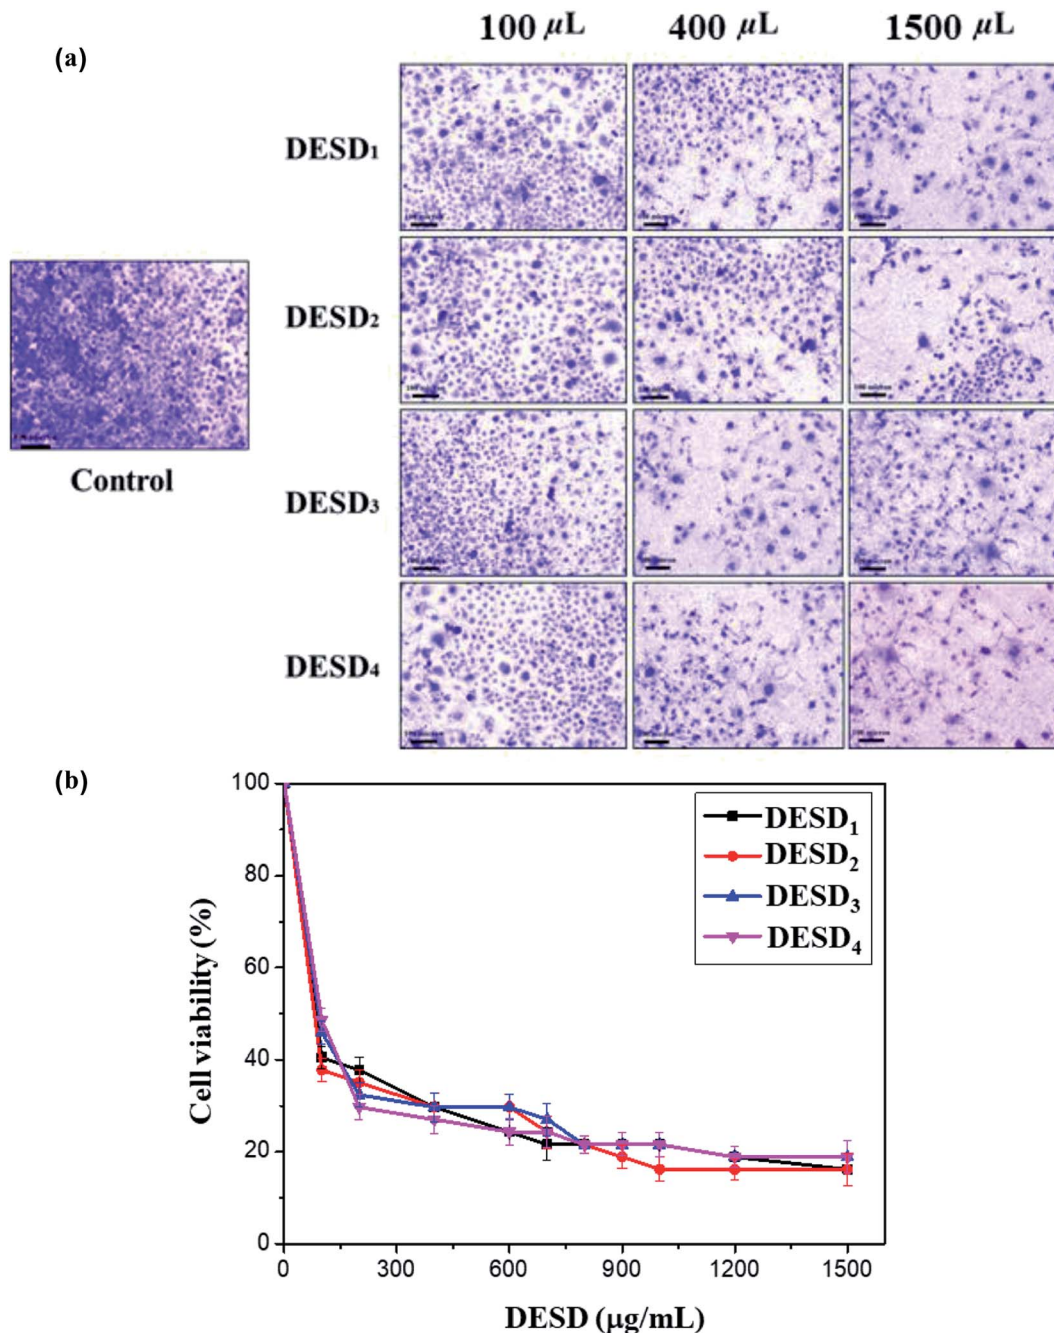 100 µL 400 µL 1500 µL
(a)
DESD1
DESD2
Control
DESD3
DESD4
(b)
100
80
60
40
20
0
Cell viability (%)
DESD1
DESD2
DESD3
DESD4
0 300 600 900 1200 1500
DESD (µg/mL)